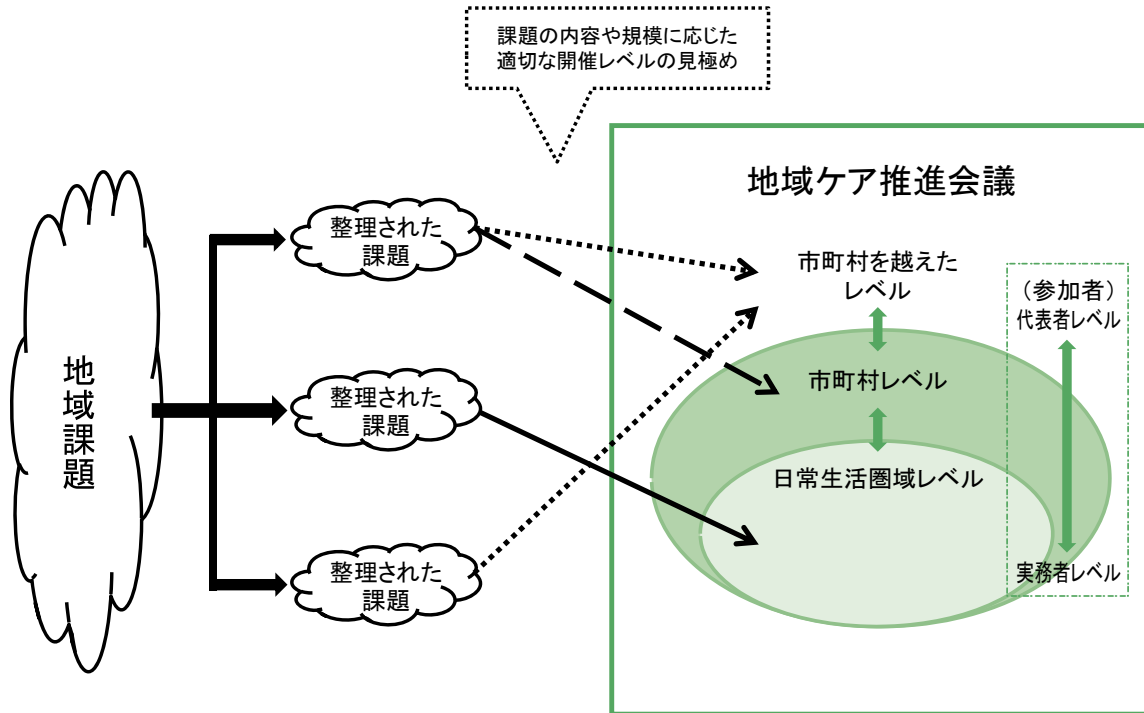 課題の内容や規模に応じた
適切な開催レベルの見極め
地域課題
整理された
課題
整理された
課題
整理された
課題
地域ケア推進会議
市町村を越えた
レベル
市町村レベル
日常生活圏域レベル
（参加者）
代表者レベル
実務者レベル